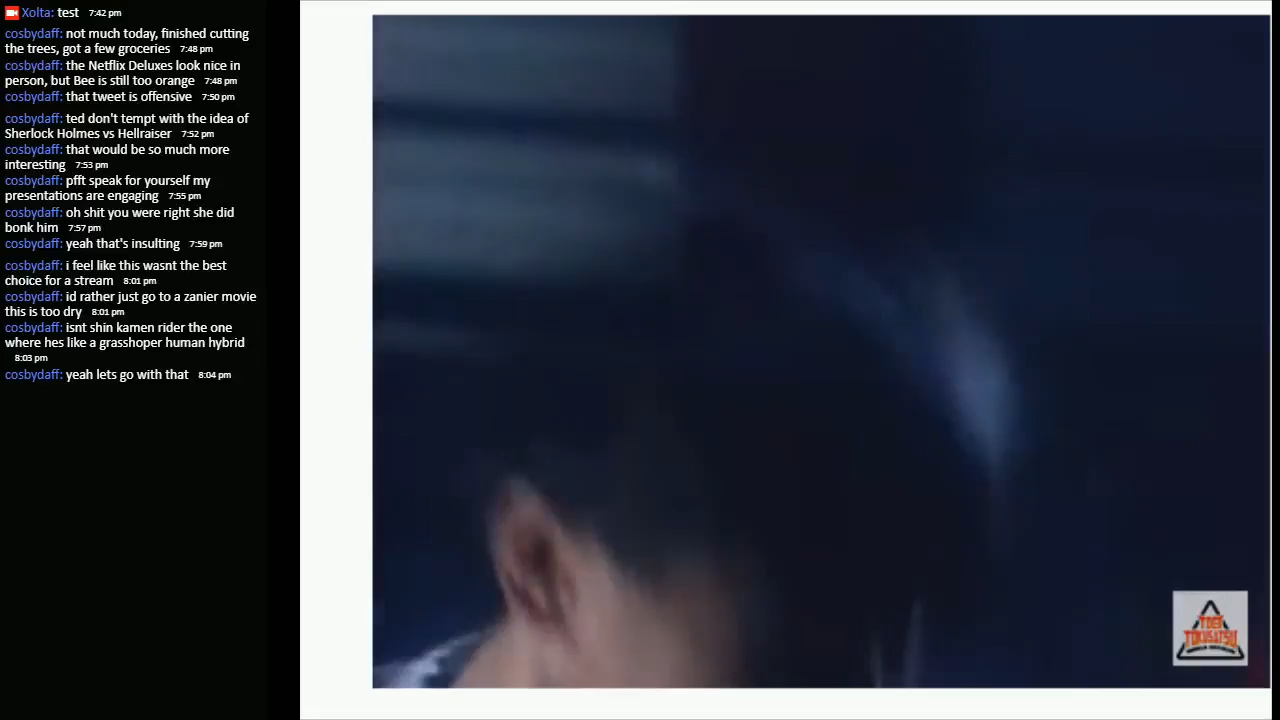 Xolta: test 7:42 pm
cosbydaff: not much today, finished cutting
the trees, got a few groceries 7:48 pm
cosbydaff: the Netflix Deluxes look nice in
person, but Bee is still too orange 7:48 pm
cosbydaff: that tweet is offensive 7:50 pm
cosbydaff: ted don't tempt with the idea of
Sherlock Holmes vs Hellraiser 7:52 pm
cosbydaff: that would be so much more
interesting 7:53 pm
cosbydaff: pfft speak for yourself my
presentations are engaging 7:55 pm
cosbydaff: oh shit you were right she did
bonk him 7:57 pm
cosbydaff: yeah that's insulting 7:59 pm
cosbydaff: i feel like this wasnt the best
choice for a stream 8:01 pm
cosbydaff: id rather just go to a zanier movie
this is too dry 8:01 pm
cosbydaff: isnt shin kamen rider the one
where hes like a grasshoper human hybrid
8:03 pm
cosbydaff: yeah lets go with that 8:04 pm
TOEI
TOKUSATSU